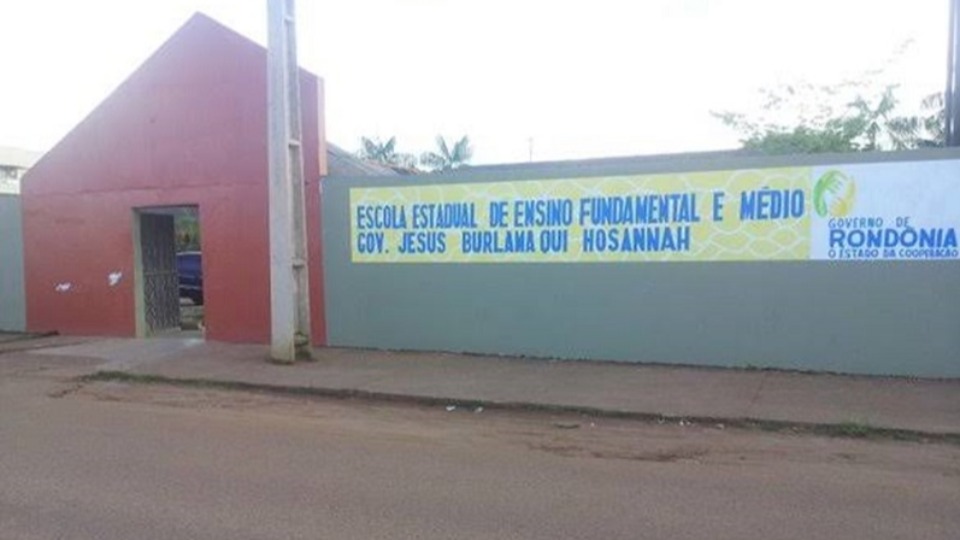 ESCOLA ESTADUAL DE ENSINO FUNDAMENTAL E MÉDIO
GOV. JESUS BURLAMAQUI HOSANNAH
GOVERNO DE
RONDÔNIA
O ESTADO DA COOPERAÇÃO